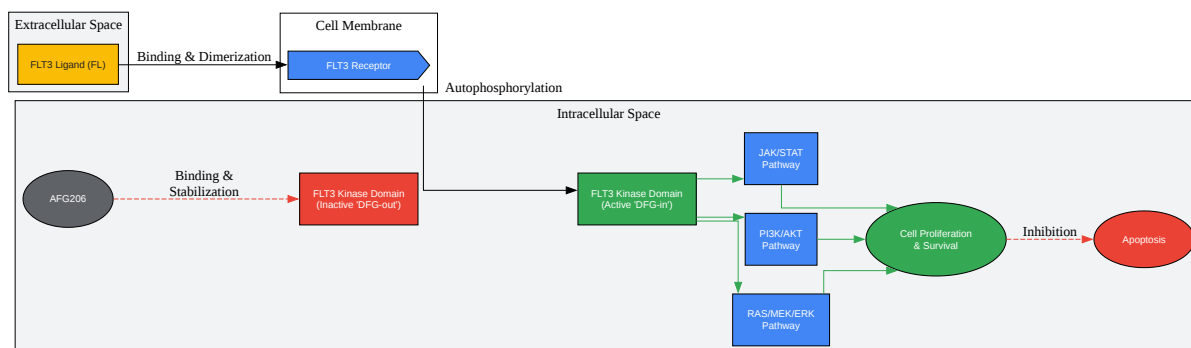 Extracellular Space
FLT3 Ligand (FL)
Binding & Dimerization
Cell Membrane
FLT3 Receptor
Autophosphorylation
Intracellular Space
AFG206
Binding &
Stabilization
FLT3 Kinase Domain
(Inactive 'DFG-out')
FLT3 Kinase Domain
(Active 'DFG-in')
JAK/STAT
Pathway
PI3K/AKT
Pathway
RAS/MEK/ERK
Pathway
Cell Proliferation
& Survival
Inhibition
Apoptosis